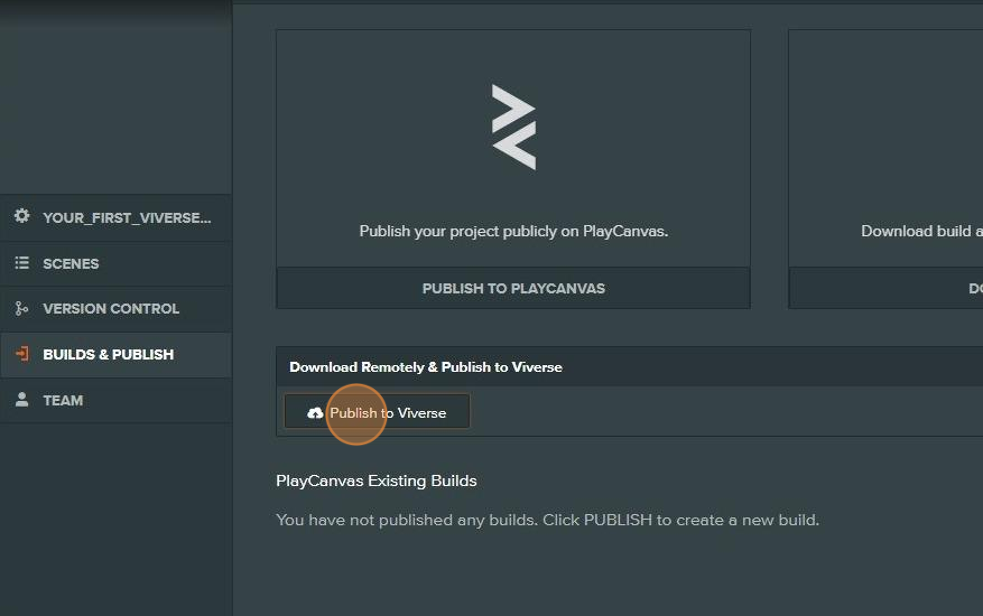 YOUR_FIRST_VIVERSE...
SCENES
VERSION CONTROL
BUILDS & PUBLISH
TEAM
Publish your project publicly on PlayCanvas.
PUBLISH TO PLAYCANVAS
Download build a
DO
Download Remotely & Publish to Viverse
Publish to Viverse
PlayCanvas Existing Builds
You have not published any builds. Click PUBLISH to create a new build.